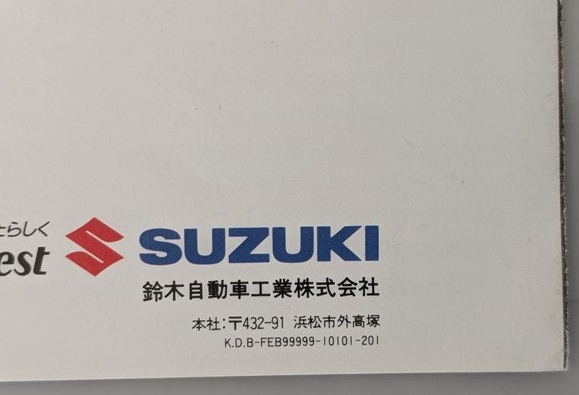 らしく
est SUZUKI
鈴木自動車工業株式会社
本社:〒432-91 浜松市外高塚
K.D.B-FEB99999-10101-201